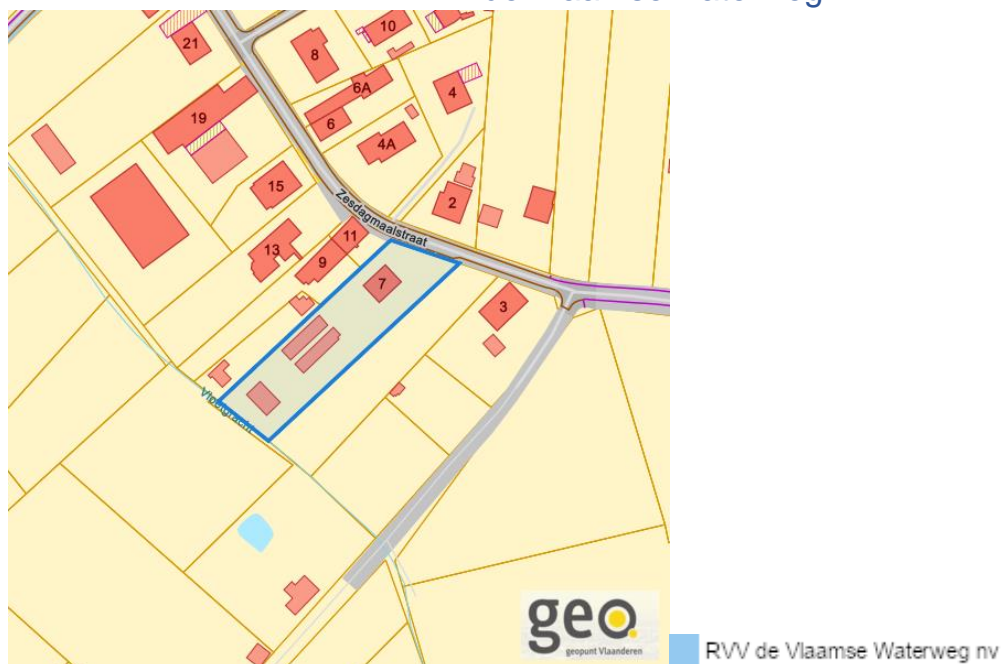 10
21
8
6A
4
19
6
4A
15
2
Zesdagmaalstraat
11
13
9
7
3
geo
geopunt Vlaanderen
RVV de Vlaamse Waterweg nv